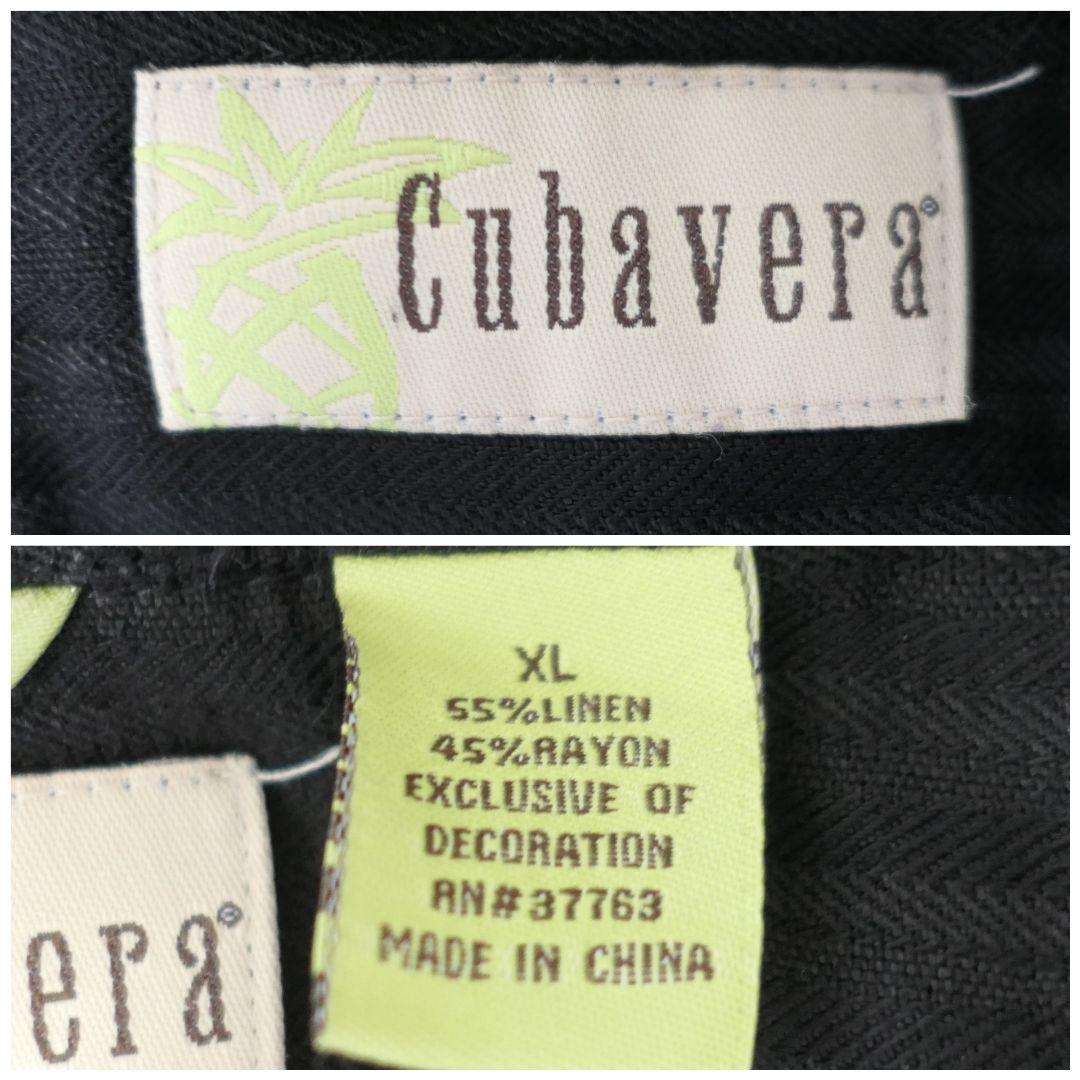 Cubavera®
XL
55%LINEN
45%RAYON
EXCLUSIVE OF
DECORATION
RN#37763
MADE IN CHINA
era®